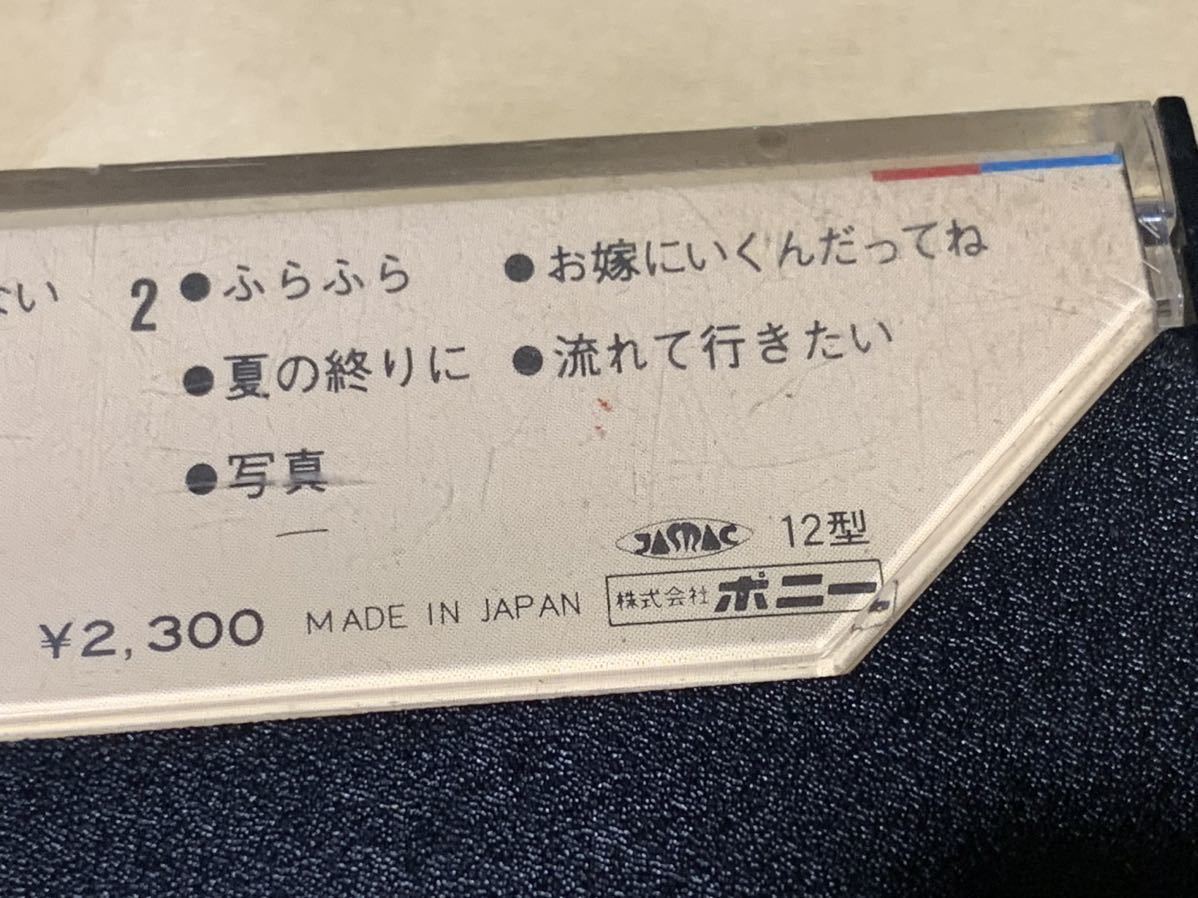 ない
2 ●ふらふら ●お嫁にいくんだってね
●夏の終りに ●流れて行きたい
●写真
JASMAC 12型
¥2,300 MADE IN JAPAN 株式会社ポニー